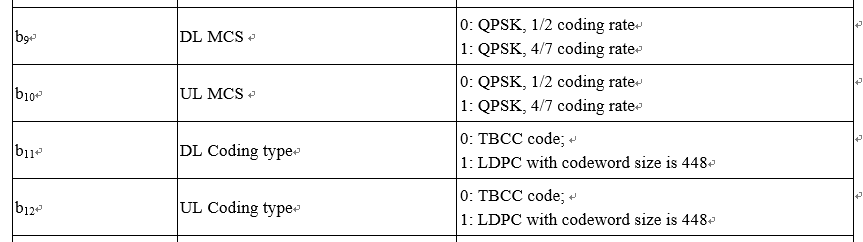 b9 DL MCS 0: QPSK, 1/2 coding rate
1: QPSK, 4/7 coding rate
b10 UL MCS 0: QPSK, 1/2 coding rate
1: QPSK, 4/7 coding rate
b11 DL Coding type 0: TBCC code;
1: LDPC with codeword size is 448
b12 UL Coding type 0: TBCC code;
1: LDPC with codeword size is 448